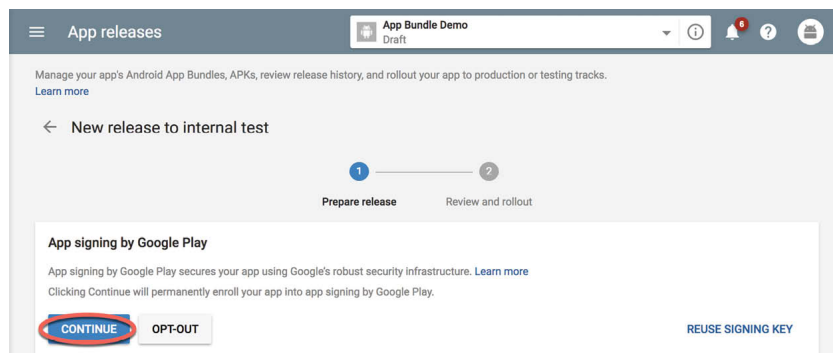 App releases
App Bundle Demo
Draft
6
Manage your app's Android App Bundles, APKs, review release history, and rollout your app to production or testing tracks.
Learn more
New release to internal test
1
2
Prepare release
Review and rollout
App signing by Google Play
App signing by Google Play secures your app using Google's robust security infrastructure. Learn more
Clicking Continue will permanently enroll your app into app signing by Google Play.
CONTINUE
OPT-OUT
REUSE SIGNING KEY